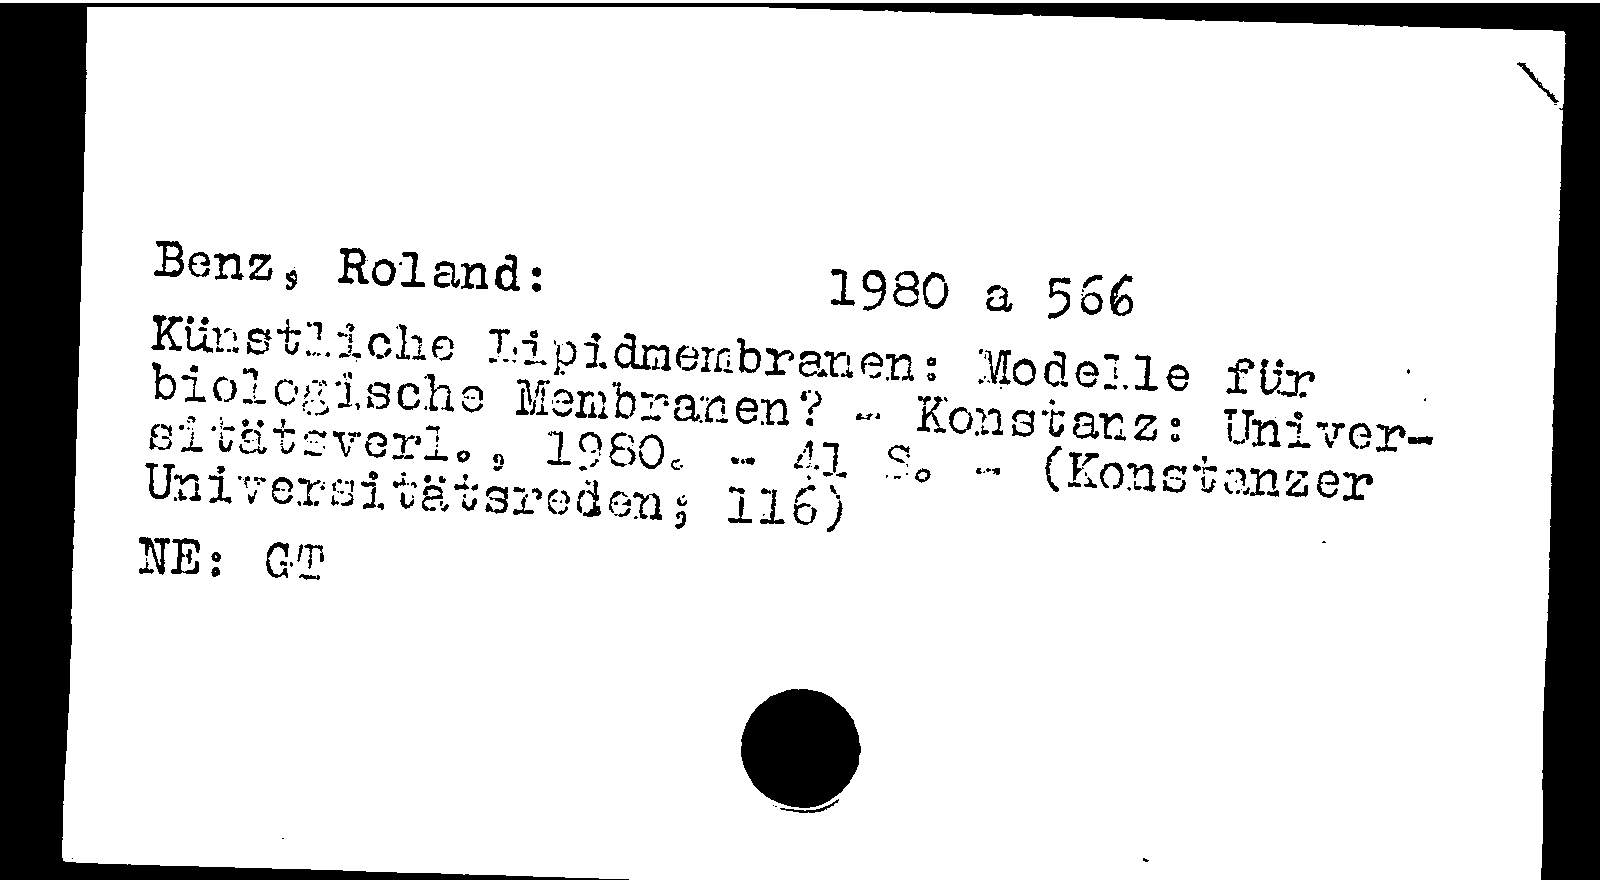 Benz, Roland: 1980 a 566
Künstliche Lipidmembranen: Modelle für
biologische Membranen? - Konstanz: Univer-
sitätsverl., 1980. - 41 S. - (Konstanzer
Universitätsreden; 116)
NE: GT